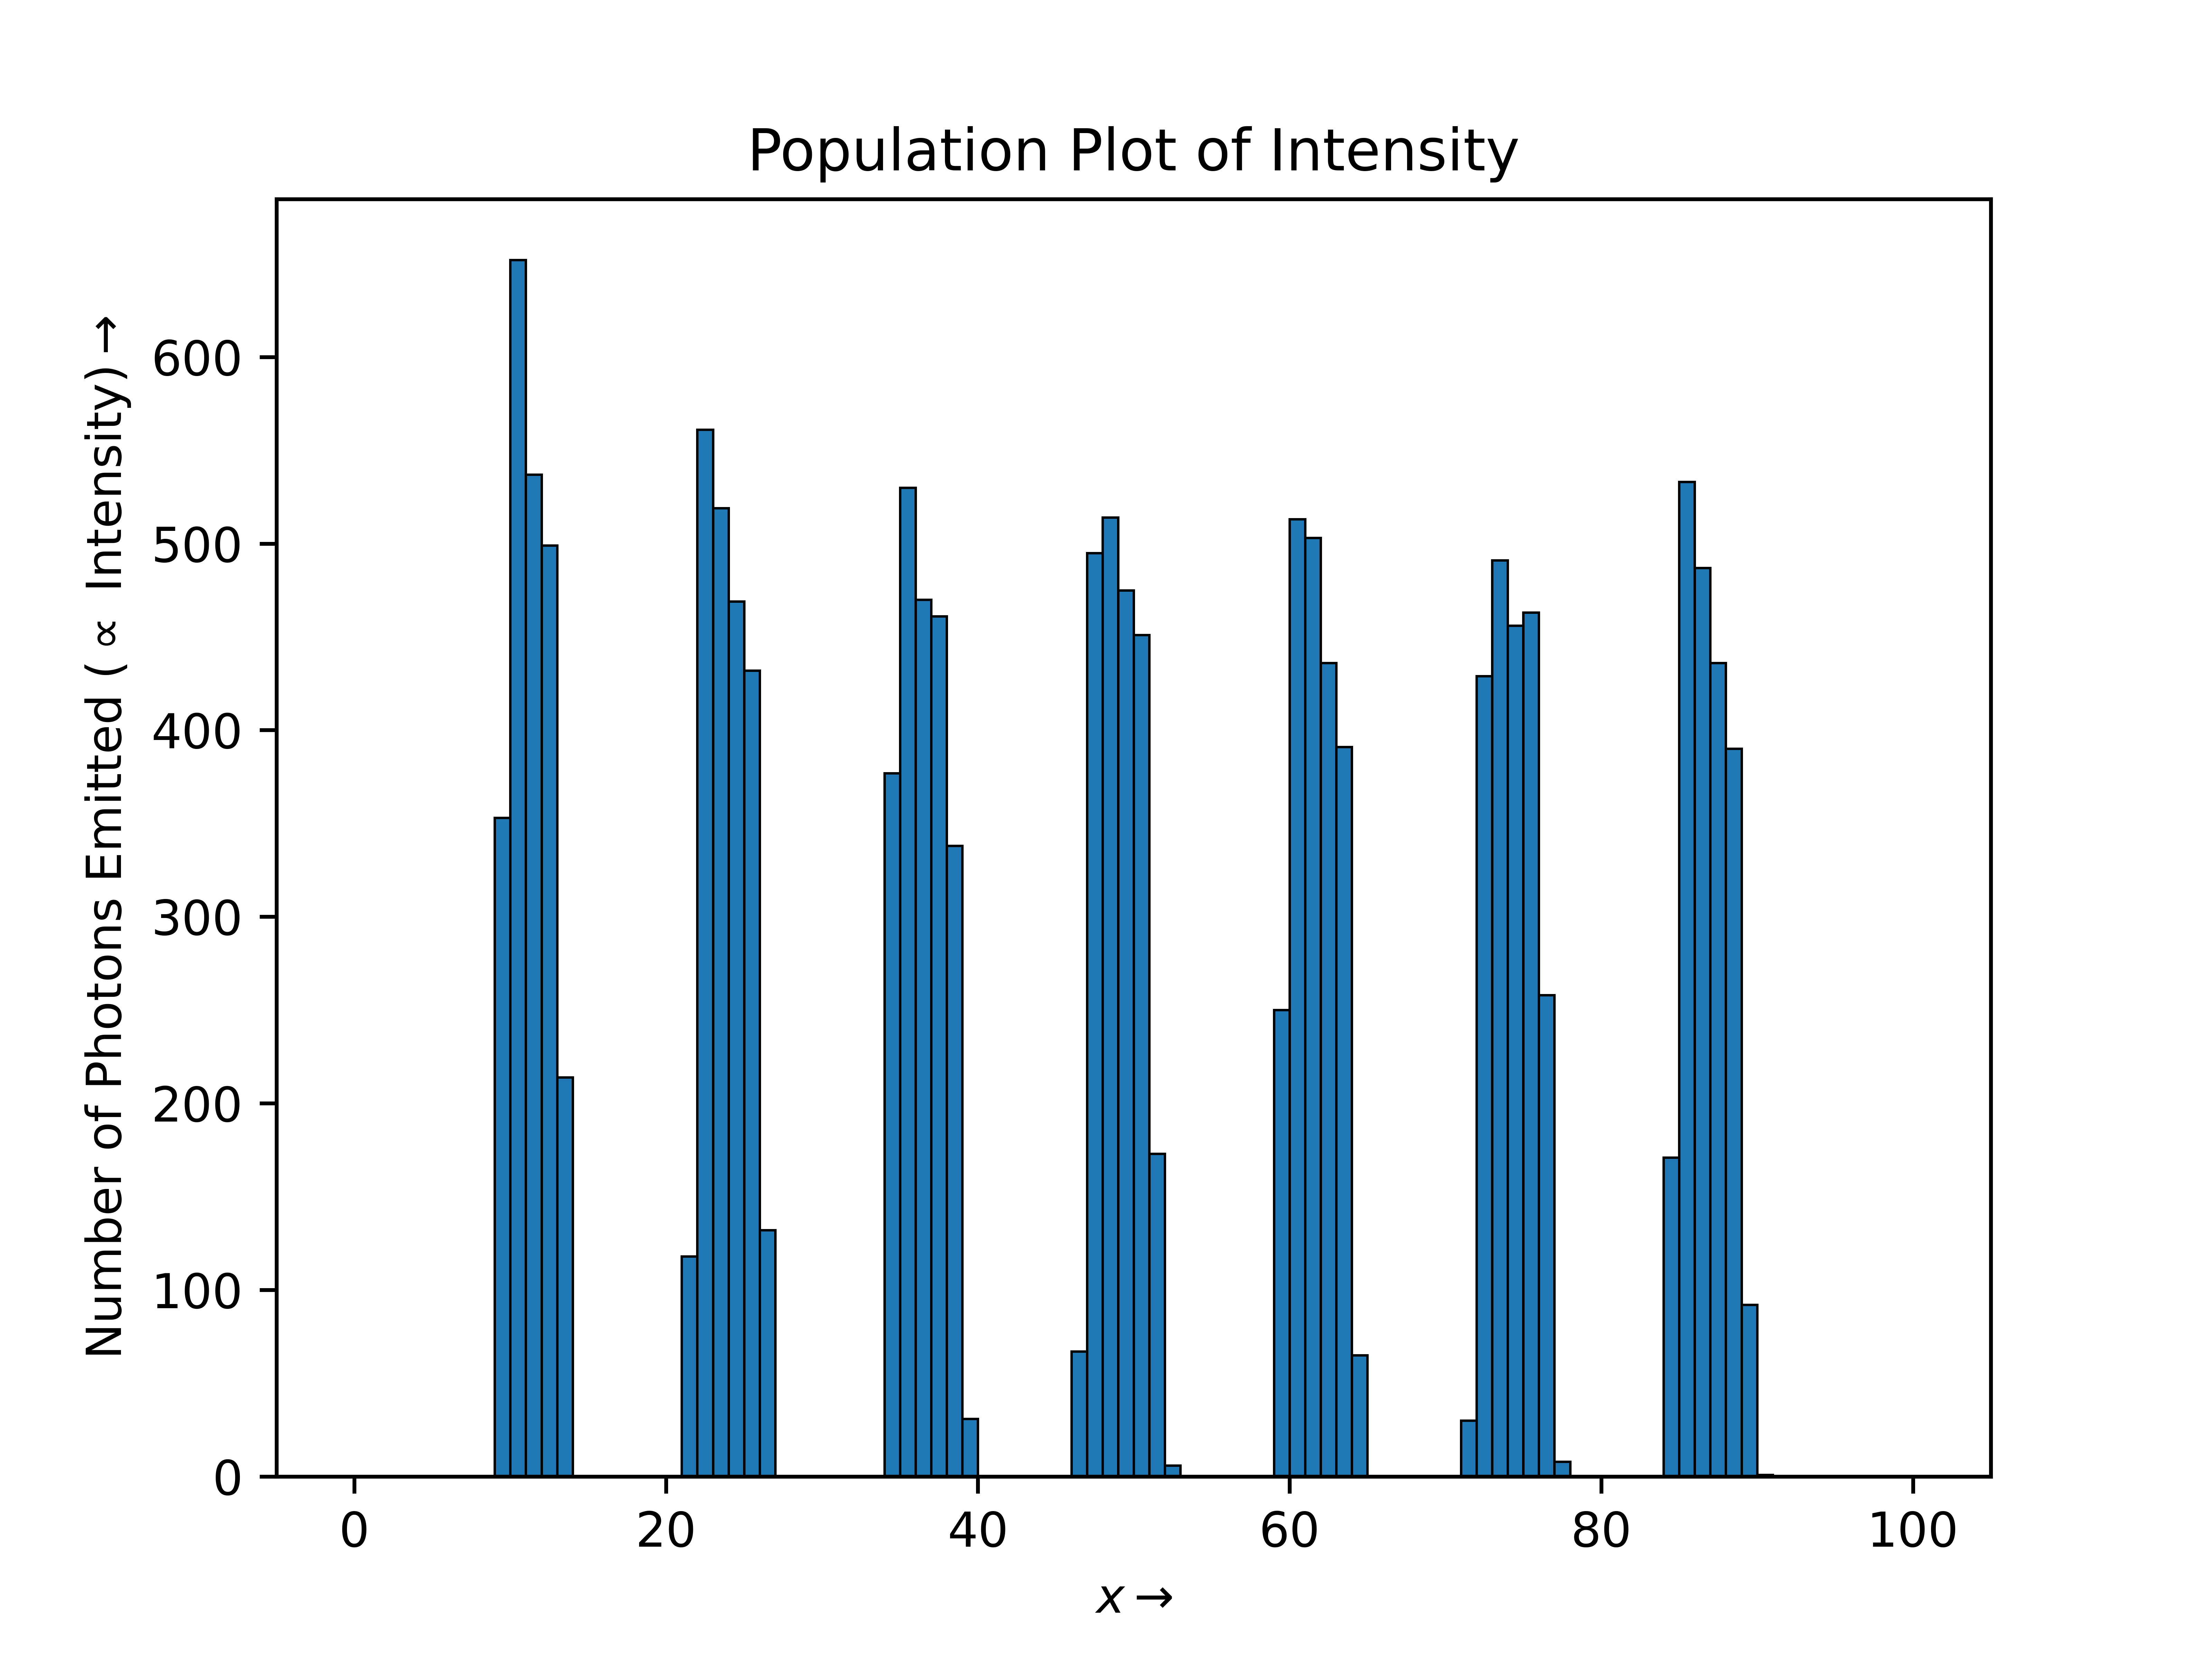 Population Plot of Intensity
Number of Photons Emitted (∝ Intensity)→
600
500
400
300
200
100
0
0 20 40 60 80 100
x→